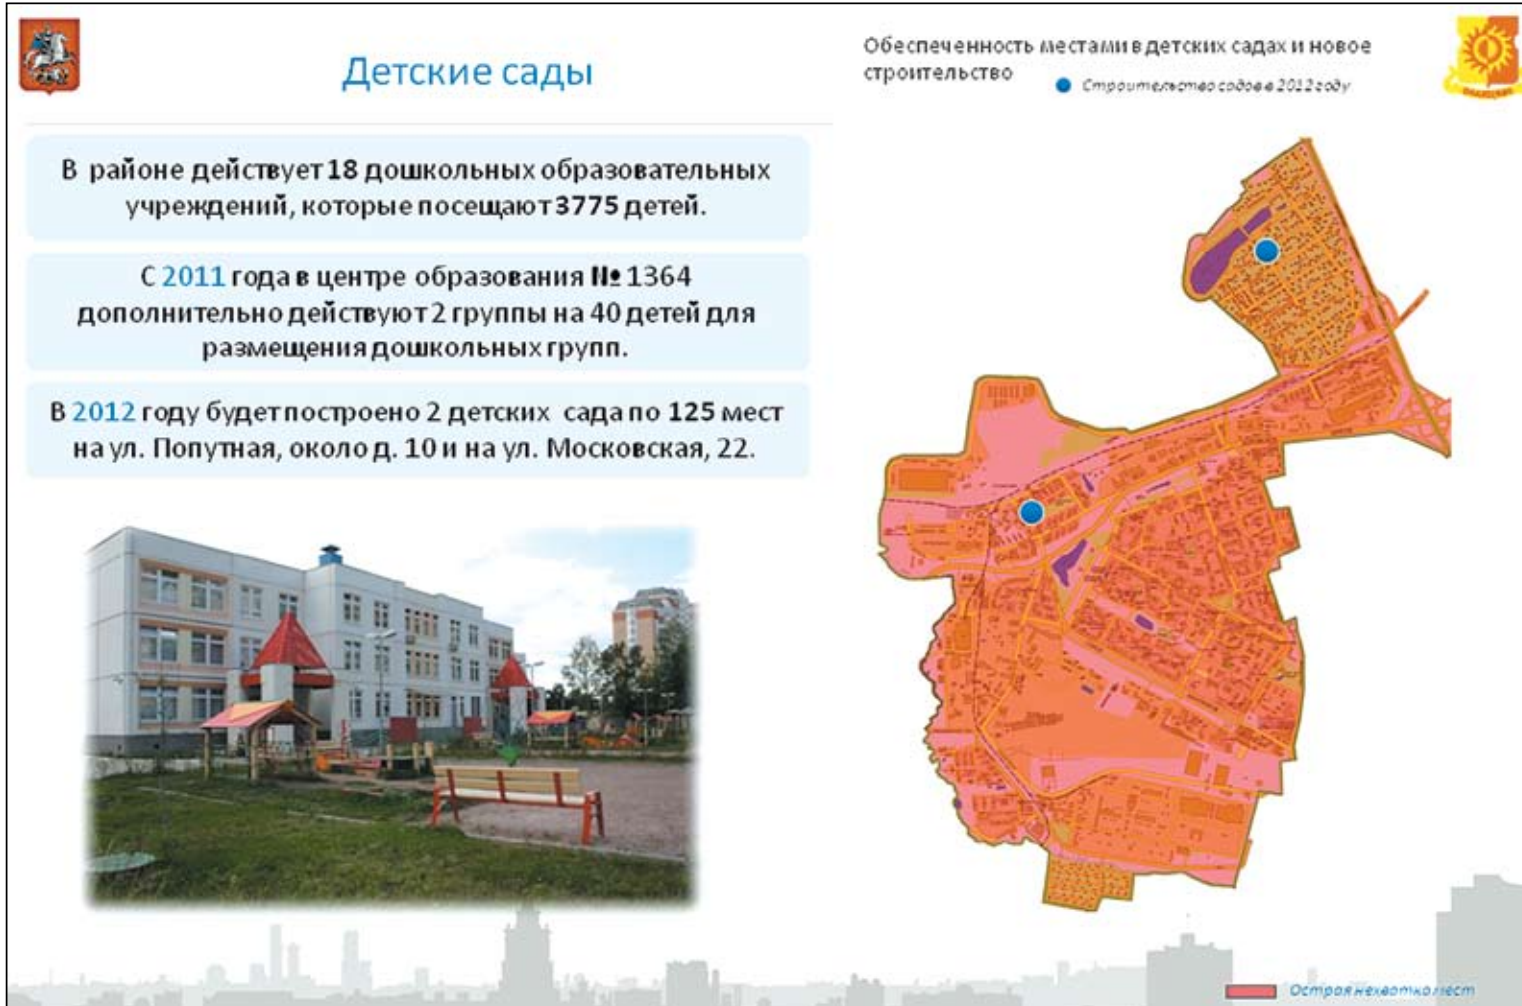 Детские сады
В районе действует 18 дошкольных образовательных
учреждений, которые посещают 3775 детей.
С 2011 года в центре образования № 1364
дополнительно действуют 2 группы на 40 детей для
размещения дошкольных групп.
В 2012 году будет построено 2 детских сада по 125 мест
на ул. Попутная, около д. 10 и на ул. Московская, 22.
Обеспеченность местами в детских садах и новое
строительство
Строительство садов в 2012 году
Острая нехватка мест